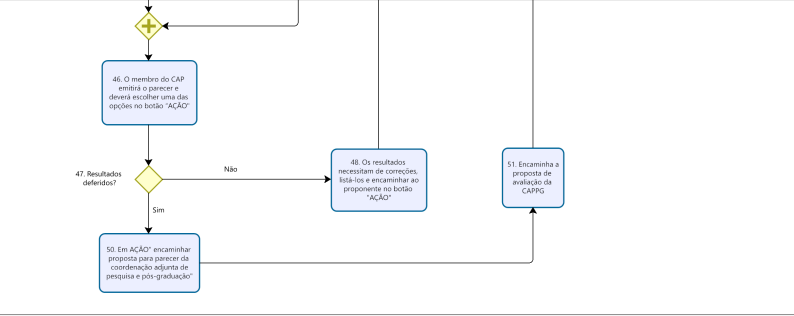 46. O membro do CAP
emitirá o parecer e
deverá escolher uma das
opções no botão "AÇÃO"
47. Resultados
deferidos?
Não
Sim
48. Os resultados
necessitam de correções,
listá-los e encaminhar ao
proponente no botão
"AÇÃO"
51. Encaminha a
proposta de
avaliação da
CAPPG
50. Em AÇÃO" encaminhar
proposta para parecer da
coordenação adjunta de
pesquisa e pós-graduação"